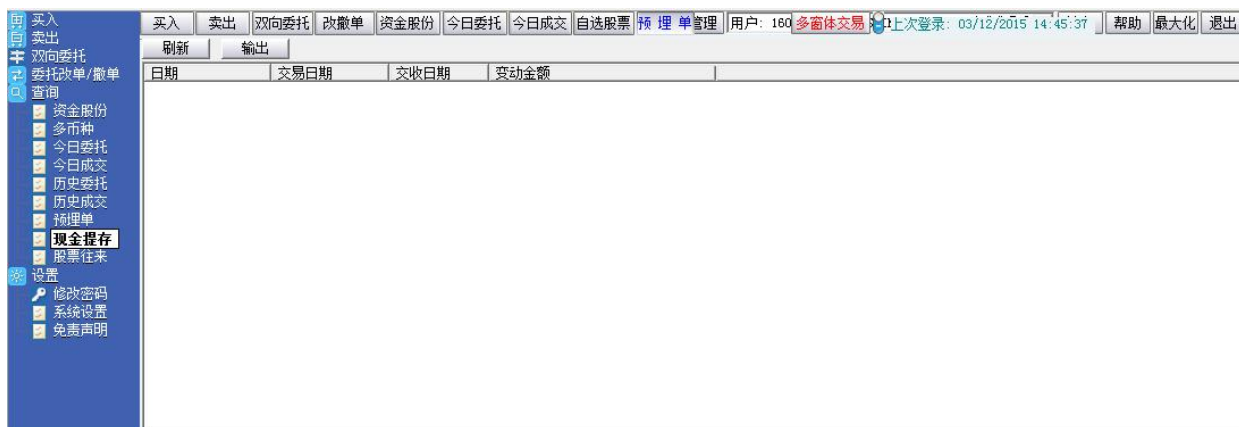 买入 卖出 双向委托 改撤单 资金股份 今日委托 今日成交 自选股票 预 埋 单管理 用户: 160 多窗体交易 上次登录: 03/12/2015 14:45:37 帮助 最大化 退出
刷新 输出
日期 交易日期 交收日期 变动金额
买入
卖出
双向委托
委托改单/撤单
查询
资金股份
多币种
今日委托
今日成交
历史委托
历史成交
预埋单
现金提存
股票往来
设置
修改密码
系统设置
免责声明